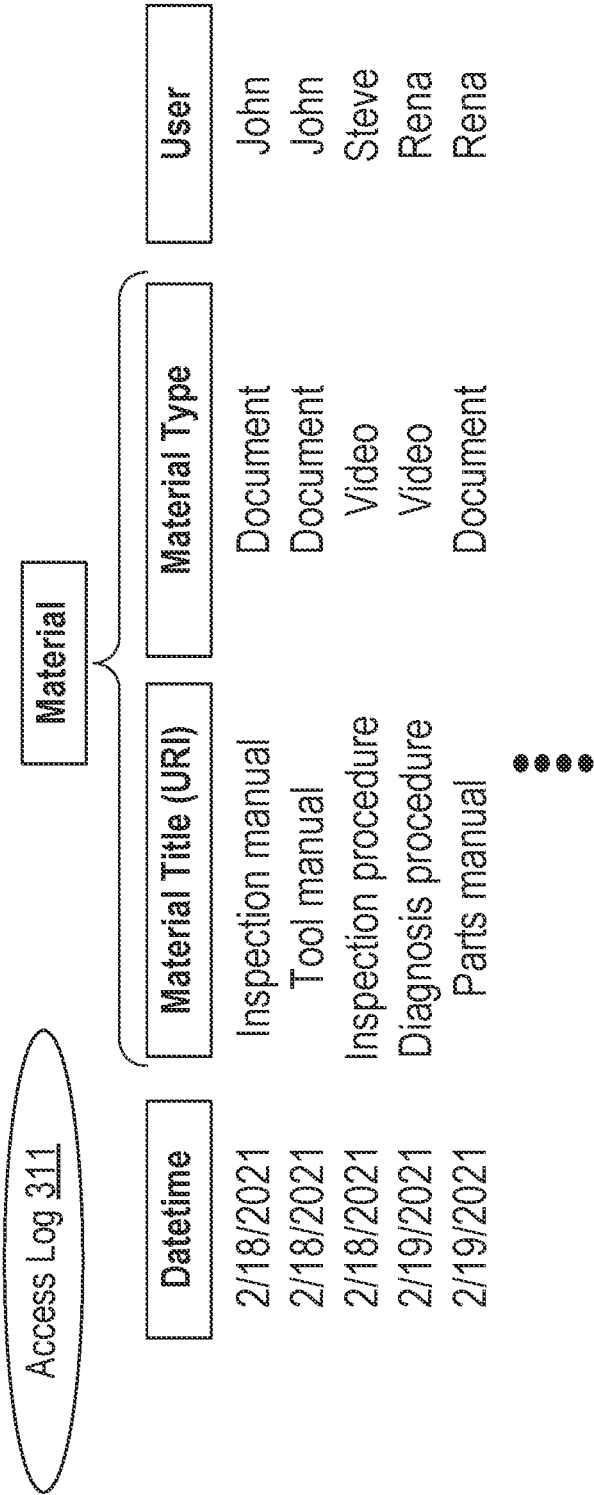 Access Log 311
Material
Datetime Material Title (URI) Material Type User
2/18/2021 Inspection manual Document John
2/18/2021 Tool manual Document John
2/18/2021 Inspection procedure Video Steve
2/19/2021 Diagnosis procedure Video Rena
2/19/2021 Parts manual Document Rena